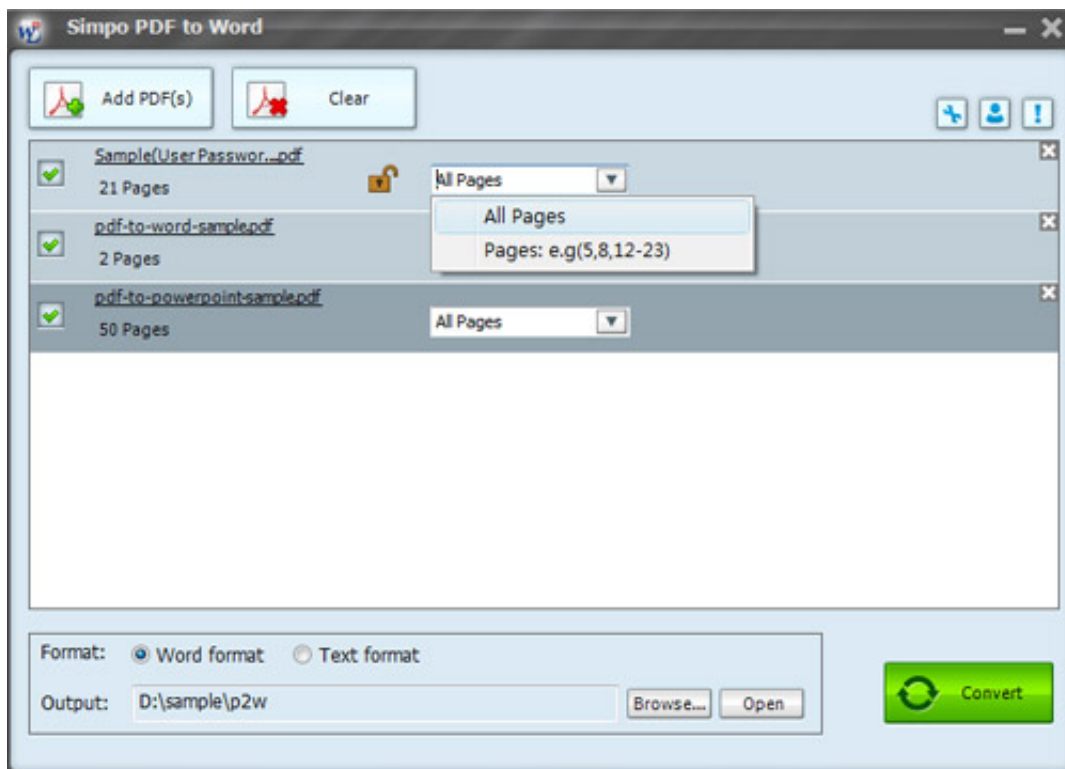 Simpo PDF to Word
Add PDF(s)
Clear
Sample(User Passwor...pdf
21 Pages
All Pages
All Pages
Pages: e.g(5,8,12-23)
pdf-to-word-sample.pdf
2 Pages
pdf-to-powerpoint-sample.pdf
50 Pages
All Pages
Format:
Word format
Text format
Output:
D:\sample\p2w
Browse...
Open
Convert